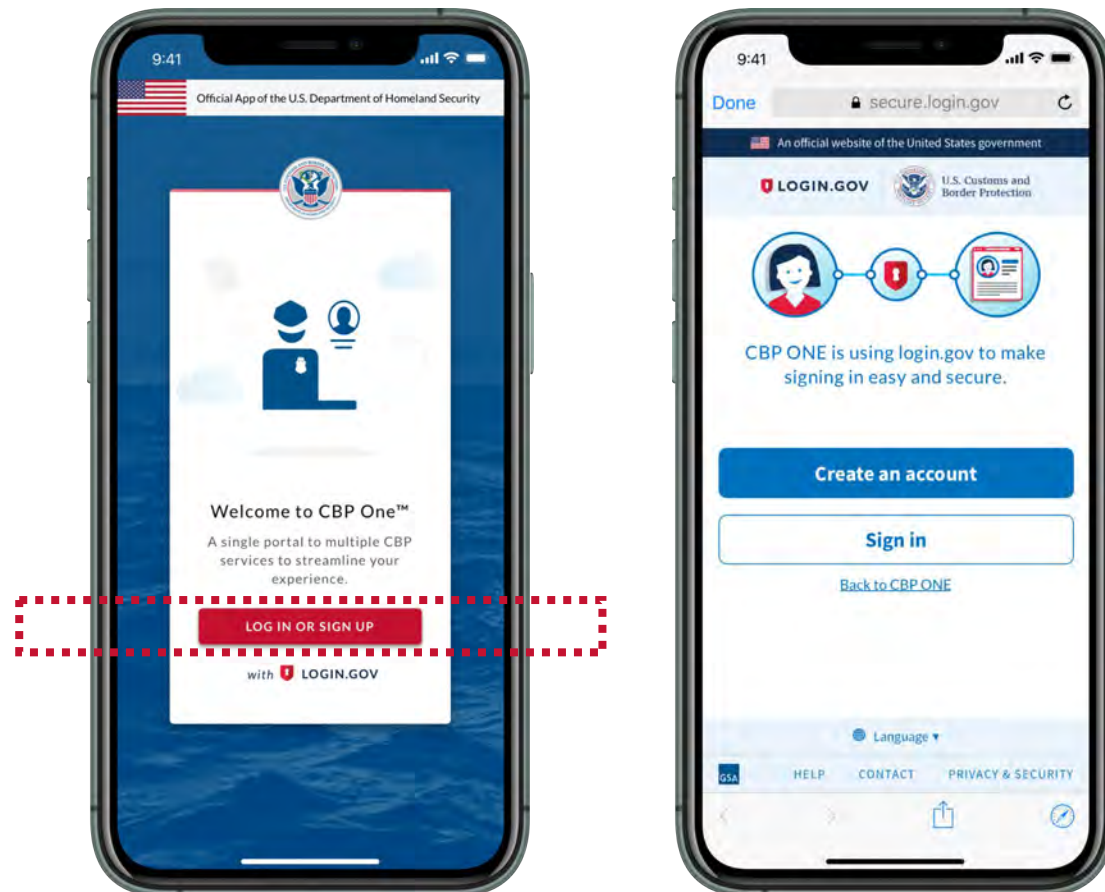 9:41
Official App of the U.S. Department of Homeland Security
Welcome to CBP One™
A single portal to multiple CBP
services to streamline your
experience.
LOG IN OR SIGN UP
with LOGIN.GOV
9:41
Done
secure.login.gov
An official website of the United States government
LOGIN.GOV
U.S. Customs and
Border Protection
CBP ONE is using login.gov to make
signing in easy and secure.
Create an account
Sign in
Back to CBP ONE
Language
GSA HELP CONTACT PRIVACY & SECURITY